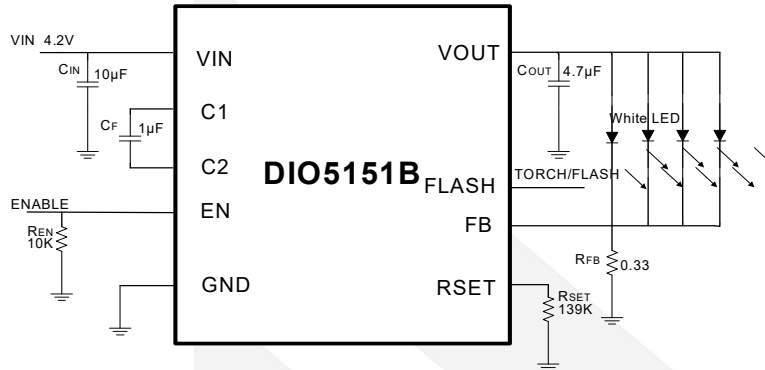 VIN 4.2V
CIN 10µF
VIN
VOUT
COUT 4.7µF
C1
CF 1µF
White LED
C2
DIO5151B
FLASH
TORCH/FLASH
ENABLE
EN
FB
REN
10K
RFB 0.33
GND
RSET
RSET
139K